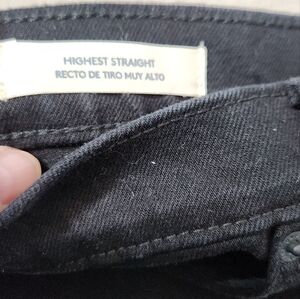 HIGHEST STRAIGHT
RECTO DE TIRO MUY ALTO